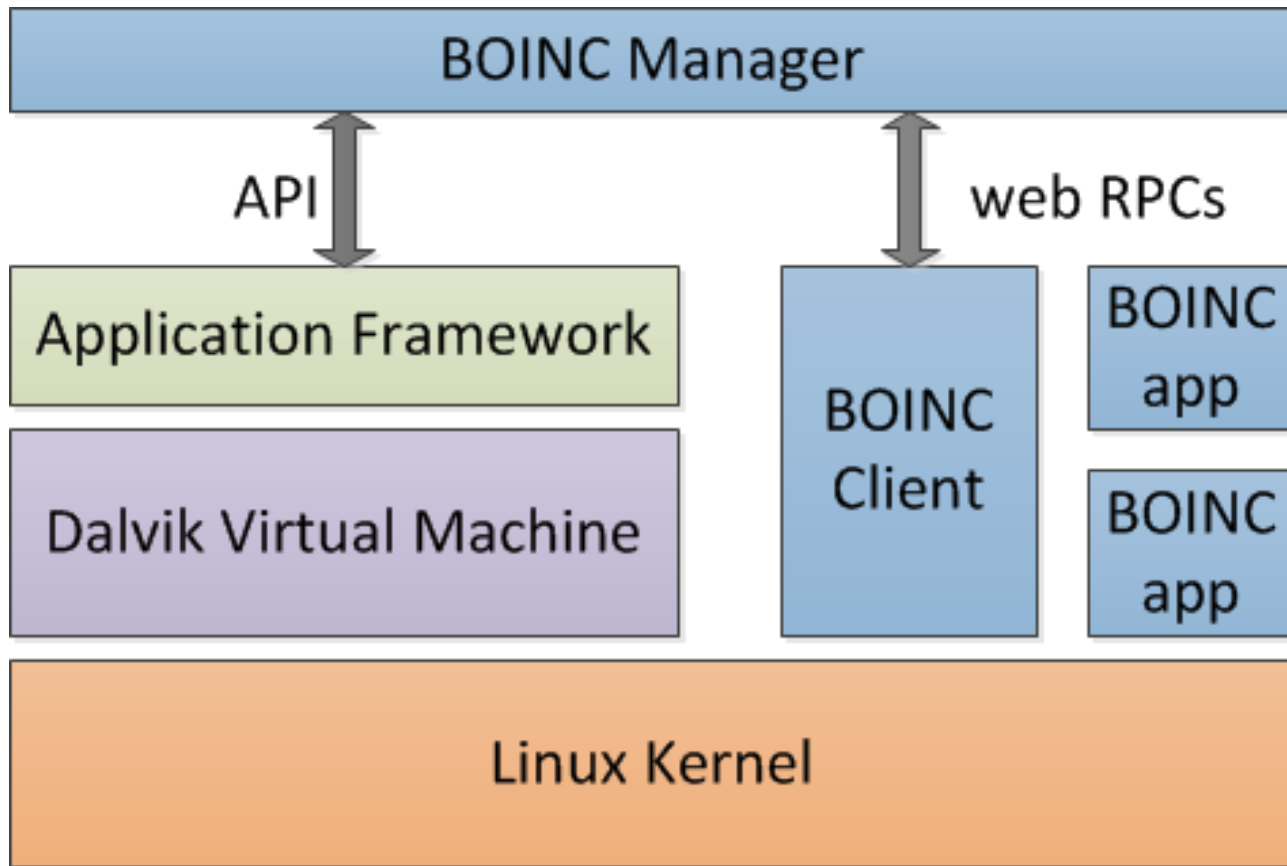 BOINC Manager
API
web RPCs
Application Framework
BOINC
Client
BOINC
app
Dalvik Virtual Machine
BOINC
app
Linux Kernel